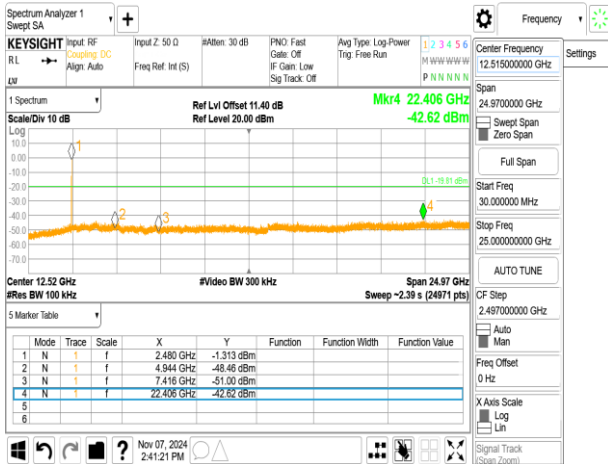 Spectrum Analyzer 1
Swept SA
Frequency
KEYSIGHT
RL
Input: RF
Coupling: DC
Align: Auto
Input Z: 50 Ω
Freq Ref: Int (S)
#Atten: 30 dB
PNO: Fast
Gate: Off
IF Gain: Low
Sig Track: Off
Avg Type: Log-Power
Trig: Free Run
1 2 3 4 5 6
M W W W W W
P N N N N N
Center Frequency
12.515000000 GHz
Settings
Span
24.9700000 GHz
Swept Span
Zero Span
Full Span
Start Freq
30.000000 MHz
Stop Freq
25.000000000 GHz
AUTO TUNE
CF Step
2.497000000 GHz
Auto
Man
Freq Offset
0 Hz
X Axis Scale
Log
Lin
Signal Track
(Span Zoom)
1 Spectrum
Scale/Div 10 dB
Ref Lvl Offset 11.40 dB
Ref Level 20.00 dBm
Mkr4 22.406 GHz
-42.62 dBm
Log
10.0
0.00
-10.0
-20.0
-30.0
-40.0
-50.0
-60.0
-70.0
1
2
3
4
Center 12.52 GHz
#Res BW 100 kHz
#Video BW 300 kHz
Span 24.97 GHz
Sweep ~2.39 s (24971 pts)
5 Marker Table
Mode Trace Scale X Y Function Function Width Function Value
1 N 1 f 2.480 GHz -1.313 dBm
2 N 1 f 4.944 GHz -48.46 dBm
3 N 1 f 7.416 GHz -51.00 dBm
4 N 1 f 22.406 GHz -42.62 dBm
5
6
Nov 07, 2024
2:41:21 PM